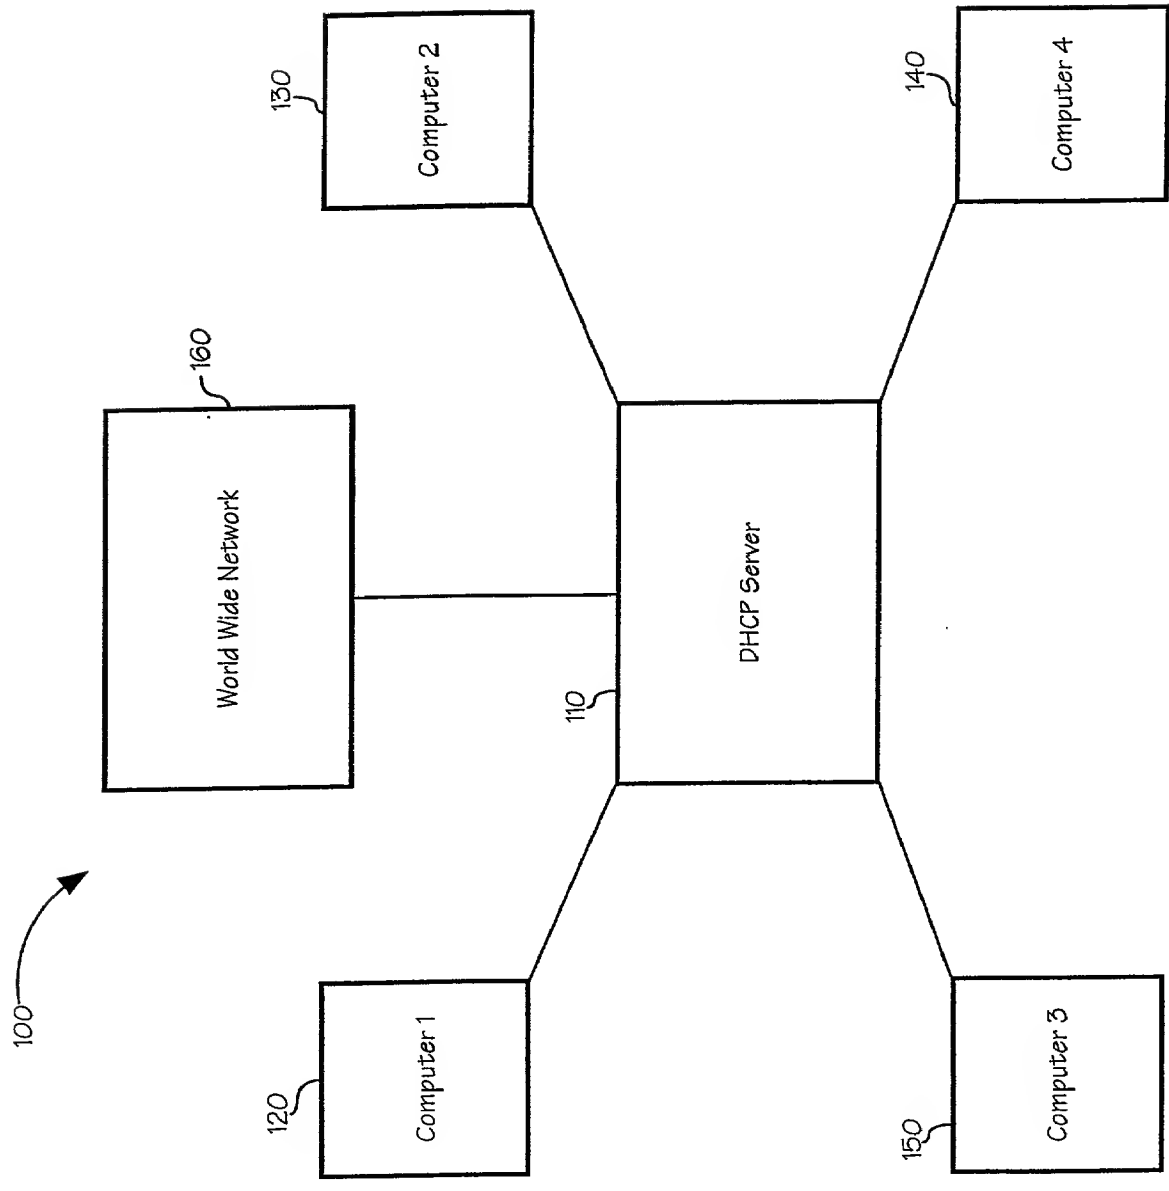 100
World Wide Network
160
120
Computer 1
130
Computer 2
110
DHCP Server
150
Computer 3
140
Computer 4